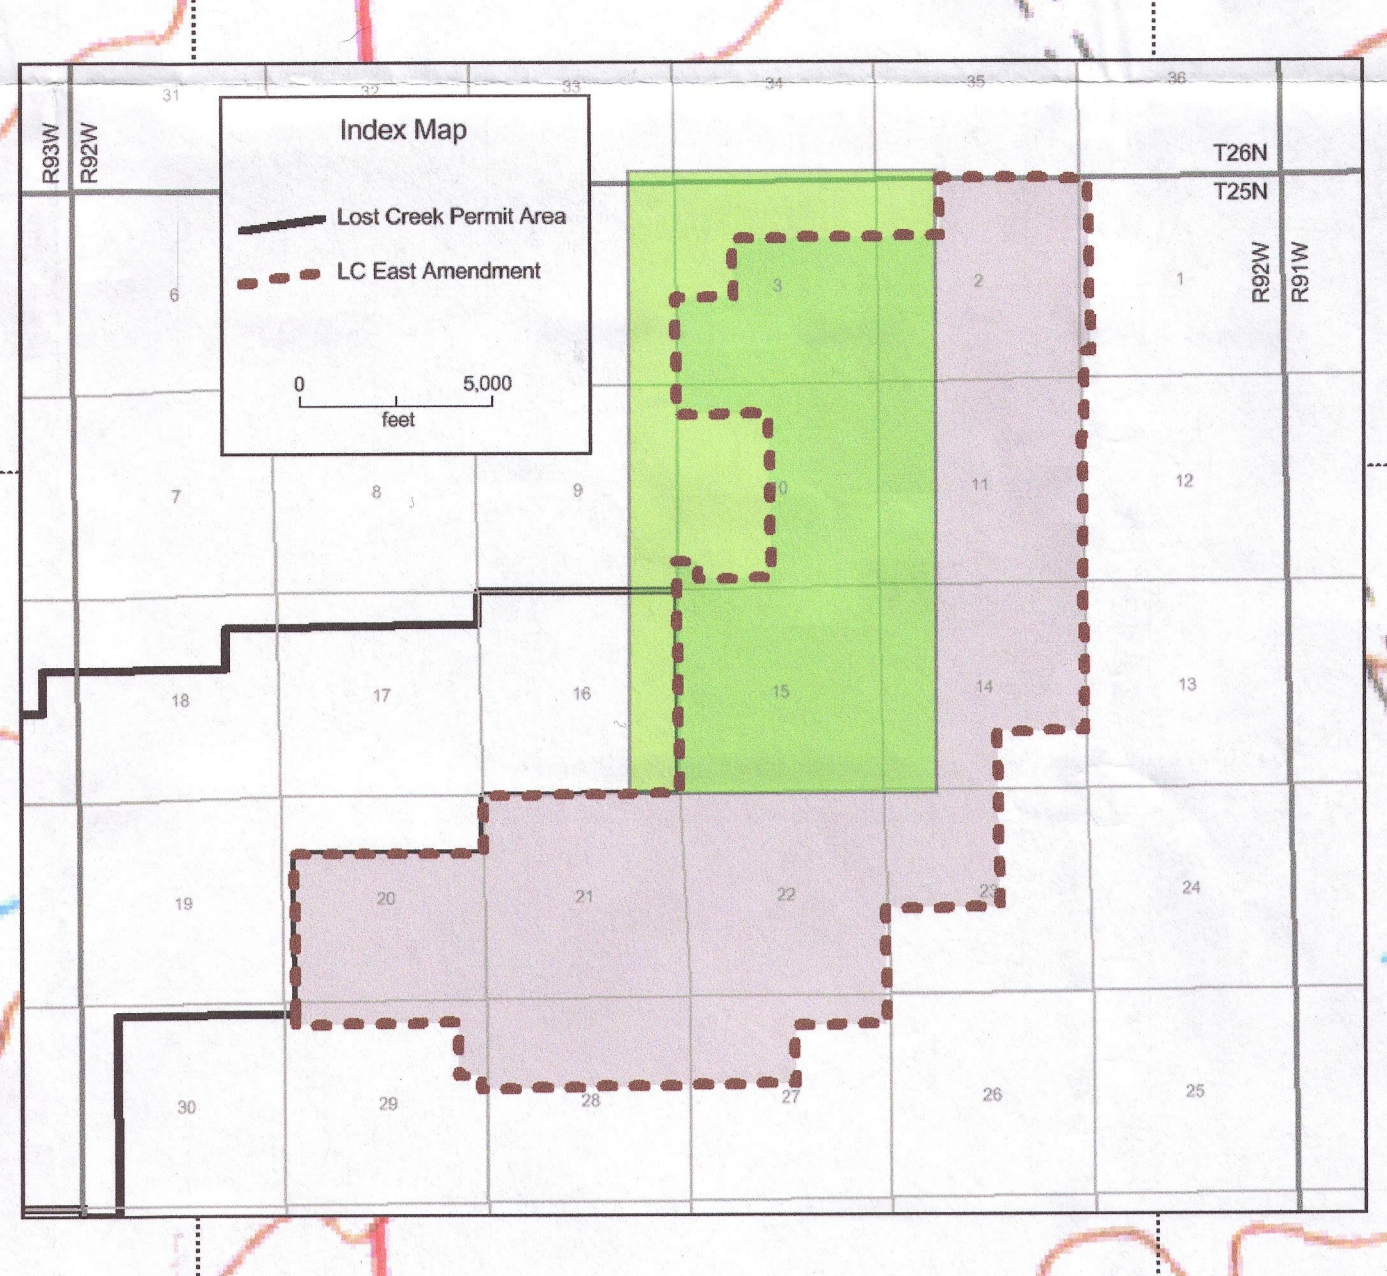 31 32 33 34 35 36
Index Map
R93W
R92W
T26N
T25N
Lost Creek Permit Area
LC East Amendment
R92W
R91W
6 3 2 1
0 5,000
feet
7 8 9 10 11 12
18 17 16 15 14 13
19 20 21 22 23 24
30 29 28 27 26 25